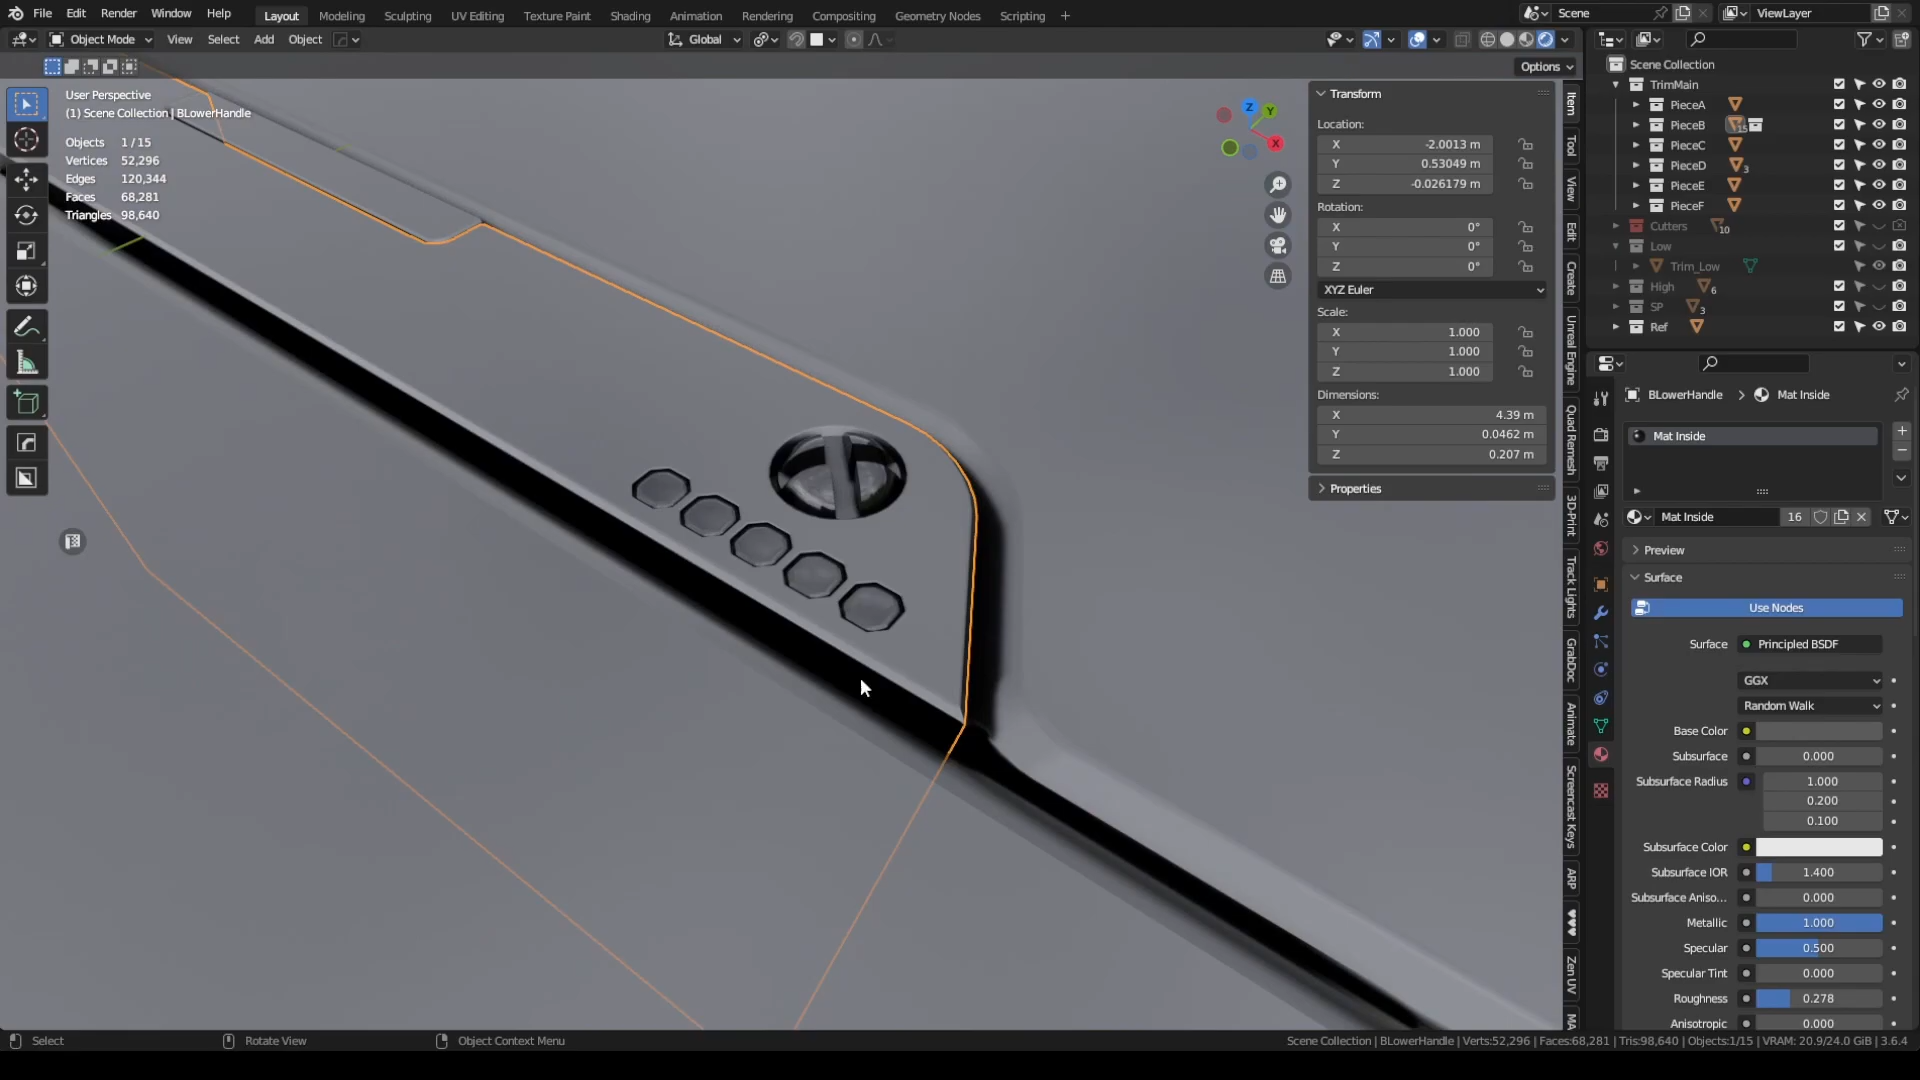 File Edit Render Window Help Layout Modeling Sculpting UV Editing Texture Paint Shading Animation Rendering Compositing Geometry Nodes Scripting + Scene ViewLayer
Object Mode View Select Add Object Global
Options
User Perspective
(1) Scene Collection | BLowerHandle
Objects 1 / 15
Vertices 52,296
Edges 120,344
Faces 68,281
Triangles 98,640
Z
Y
X
Transform
Location:
X -2.0013 m
Y 0.53049 m
Z -0.026179 m
Rotation:
X 0°
Y 0°
Z 0°
XYZ Euler
Scale:
X 1.000
Y 1.000
Z 1.000
Dimensions:
X 4.39 m
Y 0.0462 m
Z 0.207 m
Properties
Item
Tool
View
Edit
Create
Unreal Engine
Quad Remesh
3D-Print
Track Lights
GrabDoc
Animate
Screencast Keys
ARP
♥♥♥
Zen UV
MA
Scene Collection
TrimMain
PieceA
PieceB 15
PieceC
PieceD 3
PieceE
PieceF
Cutters 10
Low
Trim_Low
High 6
SP 3
Ref
BLowerHandle > Mat Inside
Mat Inside
Mat Inside 16
Preview
Surface
Use Nodes
Surface Principled BSDF
GGX
Random Walk
Base Color
Subsurface 0.000
Subsurface Radius 1.000
0.200
0.100
Subsurface Color
Subsurface IOR 1.400
Subsurface Aniso... 0.000
Metallic 1.000
Specular 0.500
Specular Tint 0.000
Roughness 0.278
Anisotropic 0.000
Select Rotate View Object Context Menu Scene Collection | BLowerHandle | Verts:52,296 | Faces:68,281 | Tris:98,640 | Objects:1/15 | VRAM: 20.9/24.0 GiB | 3.6.4